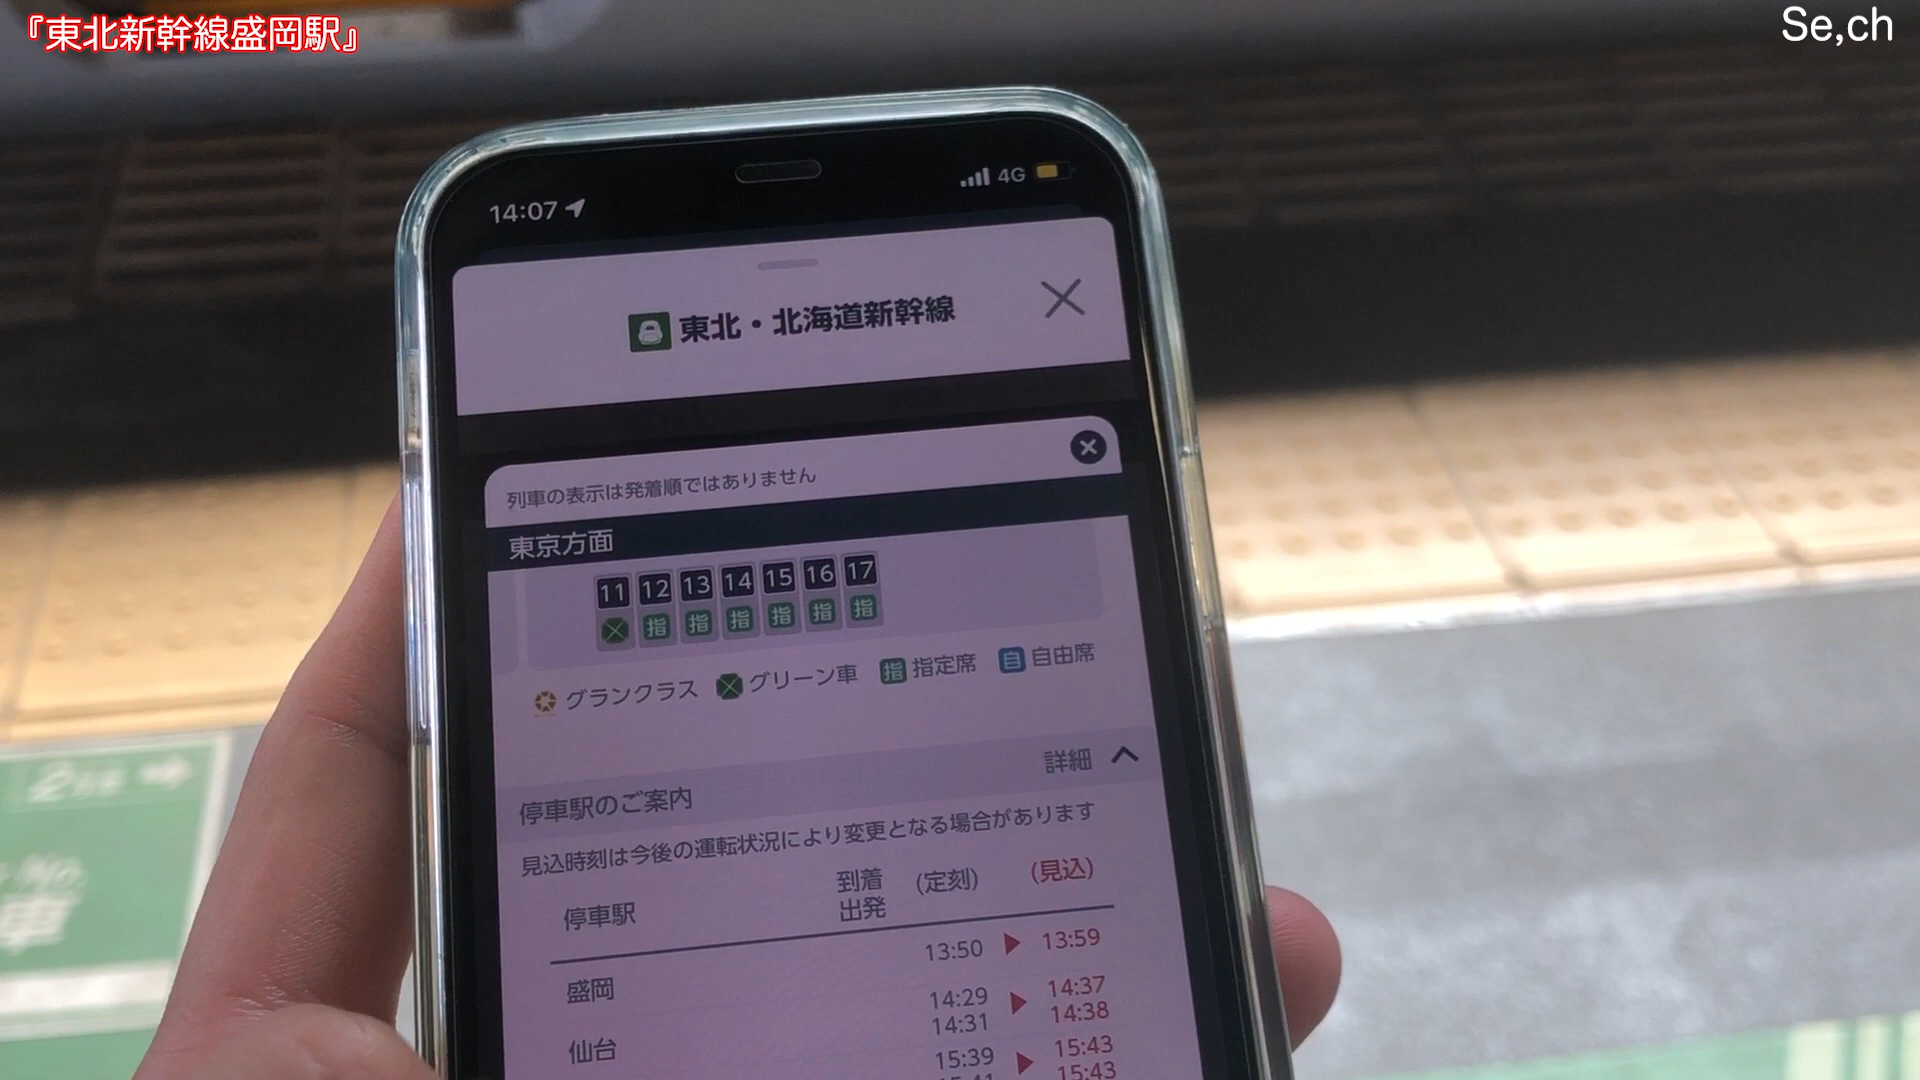 『東北新幹線盛岡駅』
Se,ch
14:07
4G
東北・北海道新幹線
列車の表示は発着順ではありません
東京方面
11 12 13 14 15 16 17
指 指 指 指 指 指
グランクラス グリーン車 指 指定席 自 自由席
詳細
停車駅のご案内
見込時刻は今後の運転状況により変更となる場合があります
停車駅 到着 出発 (定刻) (見込)
盛岡 13:50 13:59
仙台 14:29 14:37
14:31 14:38
15:39 15:43
15:41 15:43
2
車